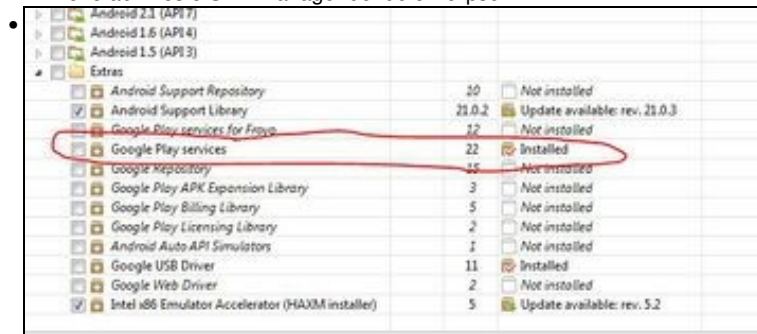 Android 2.1 (API 7)
Android 1.6 (API 4)
Android 1.5 (API 3)
Extras
Android Support Repository 10 Not installed
Android Support Library 21.0.2 Update available: rev. 21.0.3
Google Play services for Froyo 12 Not installed
Google Play services 22 Installed
Google Repository 15 Not installed
Google Play APK Expansion Library 3 Not installed
Google Play Billing Library 5 Not installed
Google Play Licensing Library 2 Not installed
Android Auto API Simulators 1 Not installed
Google USB Driver 11 Installed
Google Web Driver 2 Not installed
Intel x86 Emulator Accelerator (HAXM installer) 5 Update available: rev. 5.2